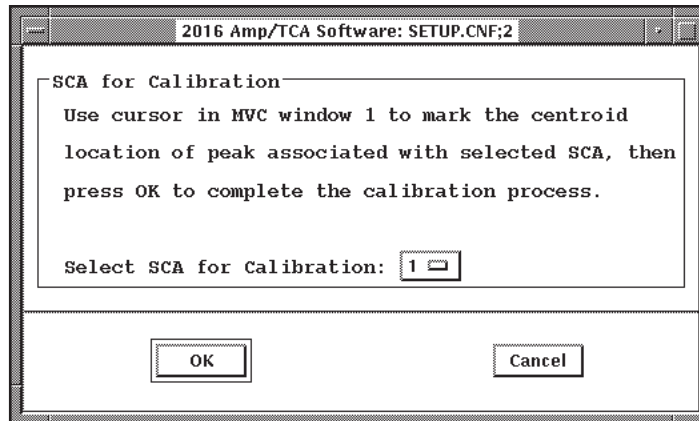 2016 Amp/TCA Software: SETUP.CNF;2
SCA for Calibration
Use cursor in MVC window 1 to mark the centroid
location of peak associated with selected SCA, then
press OK to complete the calibration process.
Select SCA for Calibration: 1
OK
Cancel